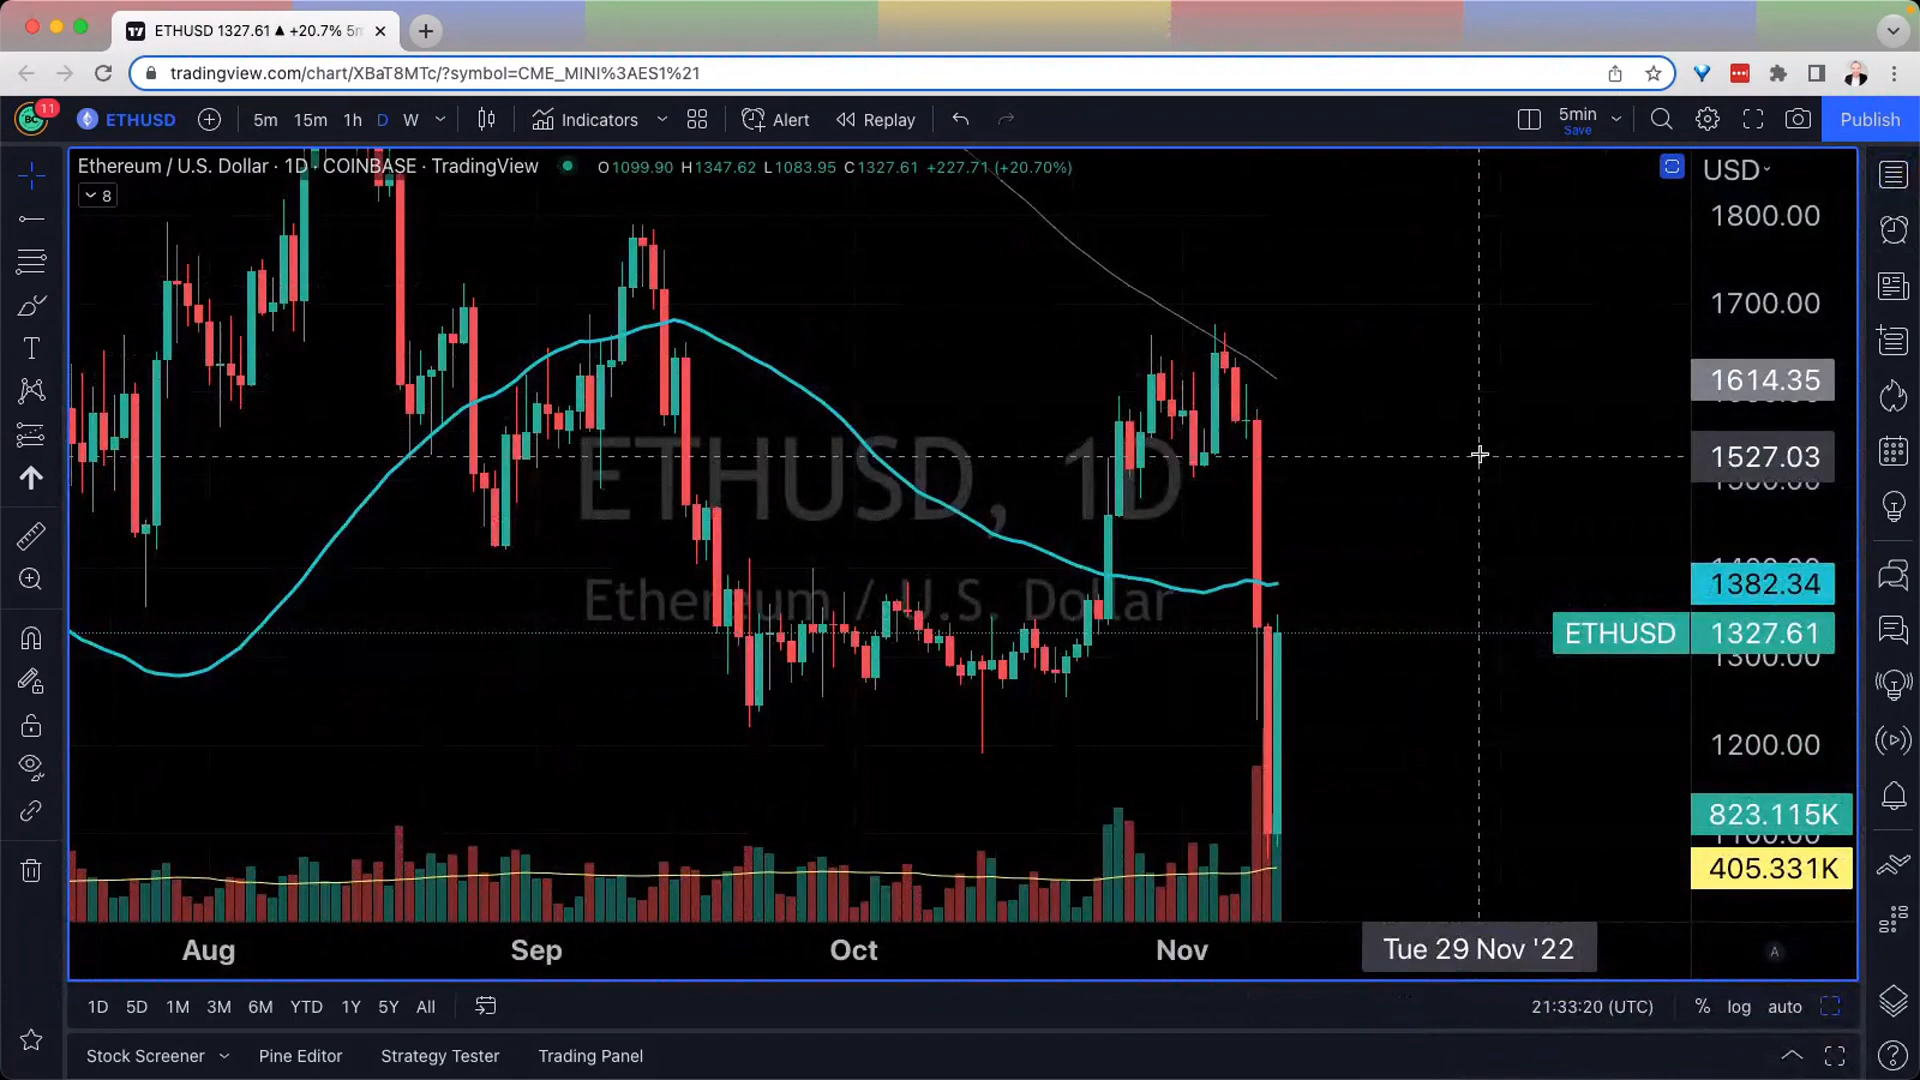 ETHUSD 1327.61 ▲ +20.7% 5m
tradingview.com/chart/XBaT8MTc/?symbol=CME_MINI%3AES1%21
11
BC
ETHUSD
5m 15m 1h D W
Indicators
Alert
Replay
5min
Save
Publish
Ethereum / U.S. Dollar · 1D · COINBASE · TradingView
O1099.90 H1347.62 L1083.95 C1327.61 +227.71 (+20.70%)
8
USD
1800.00
1700.00
1614.35
1527.03
1382.34
ETHUSD 1327.61
1300.00
1200.00
823.115K
405.331K
ETHUSD, 1D
Ethereum / U.S. Dollar
Aug Sep Oct Nov Tue 29 Nov '22
A
1D 5D 1M 3M 6M YTD 1Y 5Y All
21:33:20 (UTC) % log auto
Stock Screener Pine Editor Strategy Tester Trading Panel